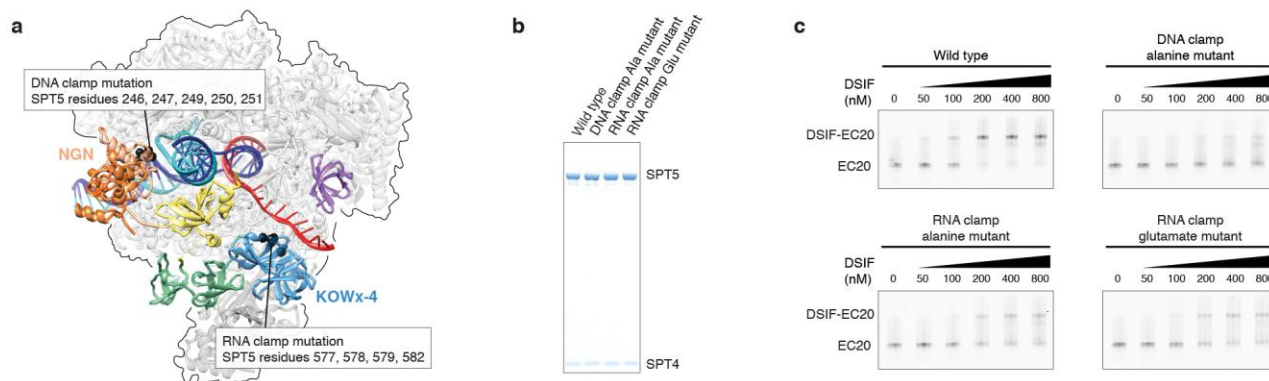 a
DNA clamp mutation
SPT5 residues 246, 247, 249, 250, 251
NGN
KOWx-4
RNA clamp mutation
SPT5 residues 577, 578, 579, 582
b
Wild type
DNA clamp Ala mutant
RNA clamp Ala mutant
RNA clamp Glu mutant
SPT5
SPT4
c
Wild type
DSIF
(nM) 0 50 100 200 400 800
DSIF-EC20
EC20
DNA clamp
alanine mutant
0 50 100 200 400 800
RNA clamp
alanine mutant
DSIF
(nM) 0 50 100 200 400 800
DSIF-EC20
EC20
RNA clamp
glutamate mutant
0 50 100 200 400 800